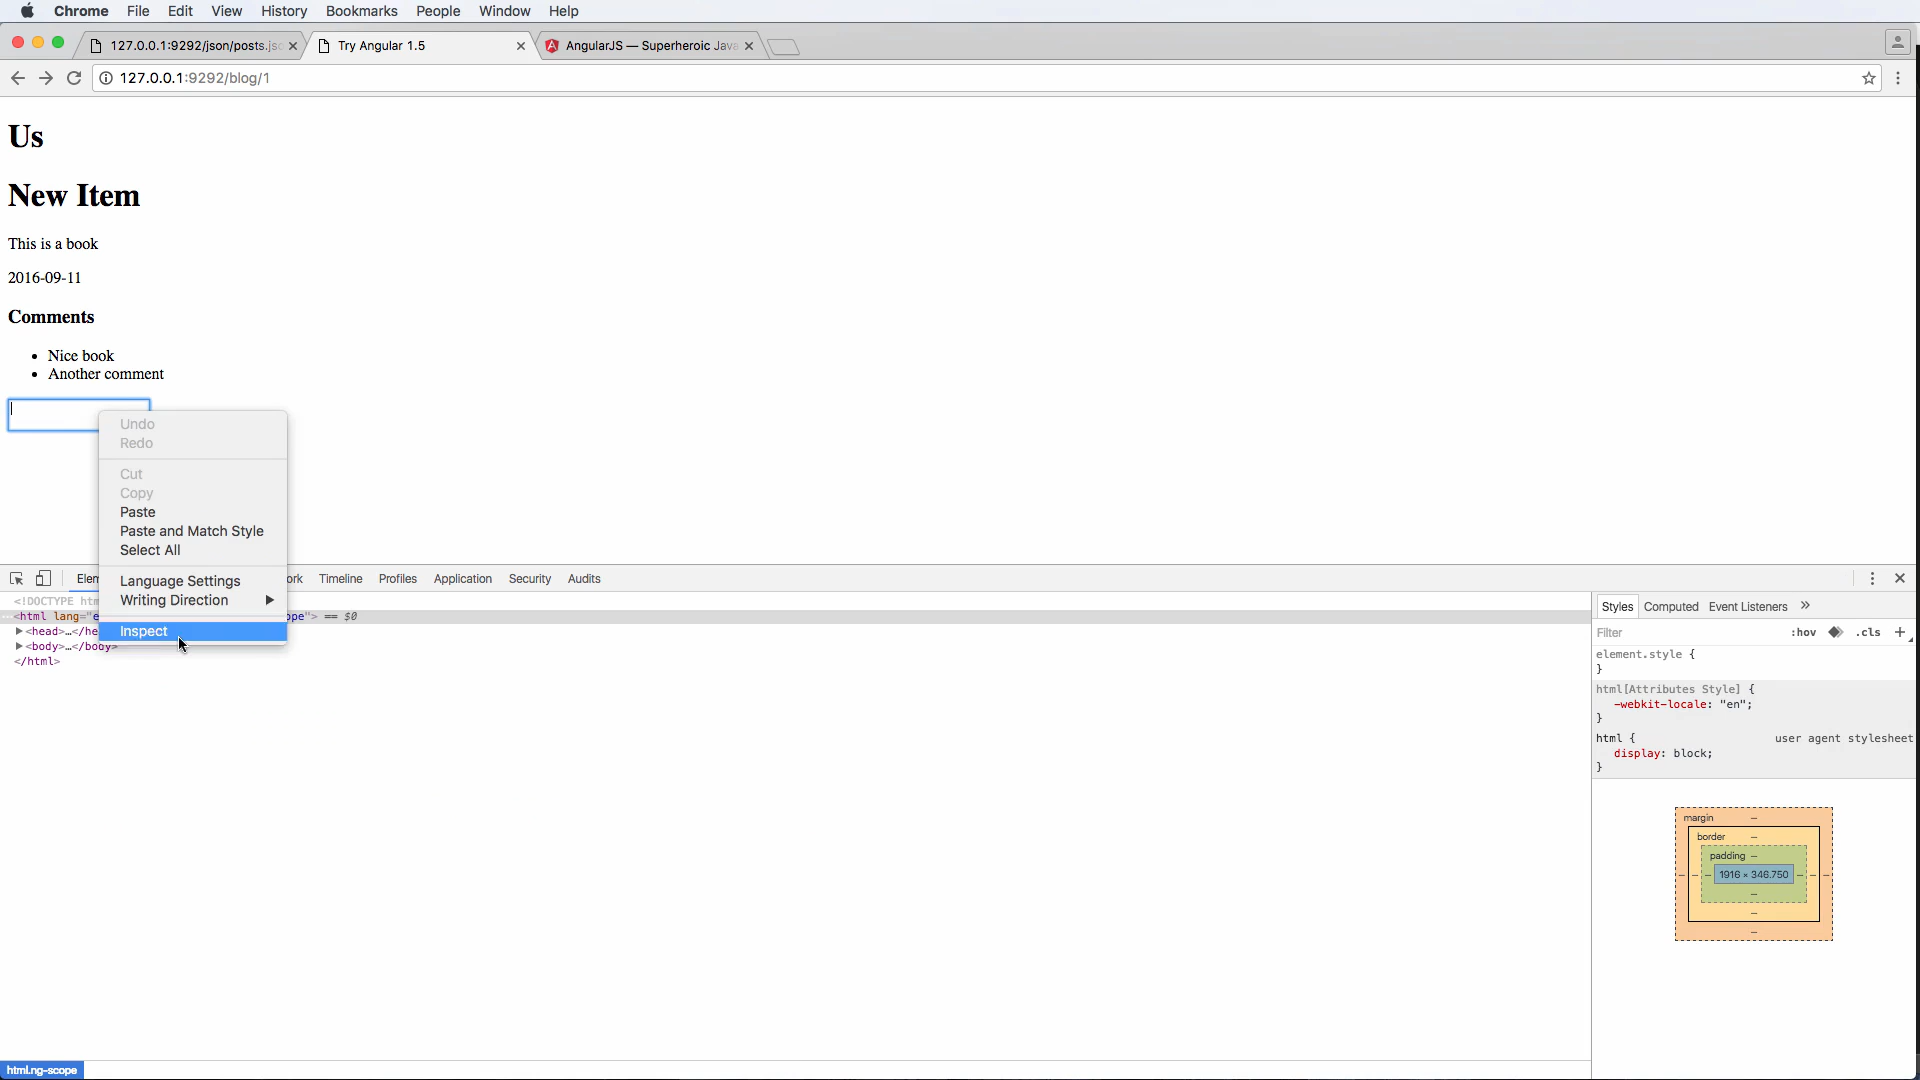 Chrome File Edit View History Bookmarks People Window Help
127.0.0.1:9292/json/posts.js Try Angular 1.5 AngularJS — Superheroic Java
127.0.0.1:9292/blog/1
Us
New Item
This is a book
2016-09-11
Comments
Nice book
Another comment
Undo
Redo
Cut
Copy
Paste
Paste and Match Style
Select All
Language Settings
Writing Direction
Inspect
Elem ork Timeline Profiles Application Security Audits
<!DOCTYPE htm
<html lang="e ope"> == $0
<head>…</he
<body>…</body>
</html>
Styles Computed Event Listeners »
Filter :hov .cls +
element.style {
}
html[Attributes Style] {
-webkit-locale: "en";
}
html { user agent stylesheet
display: block;
}
margin –
border –
padding –
– – – 1916 × 346.750 – – –
–
–
–
html.ng-scope